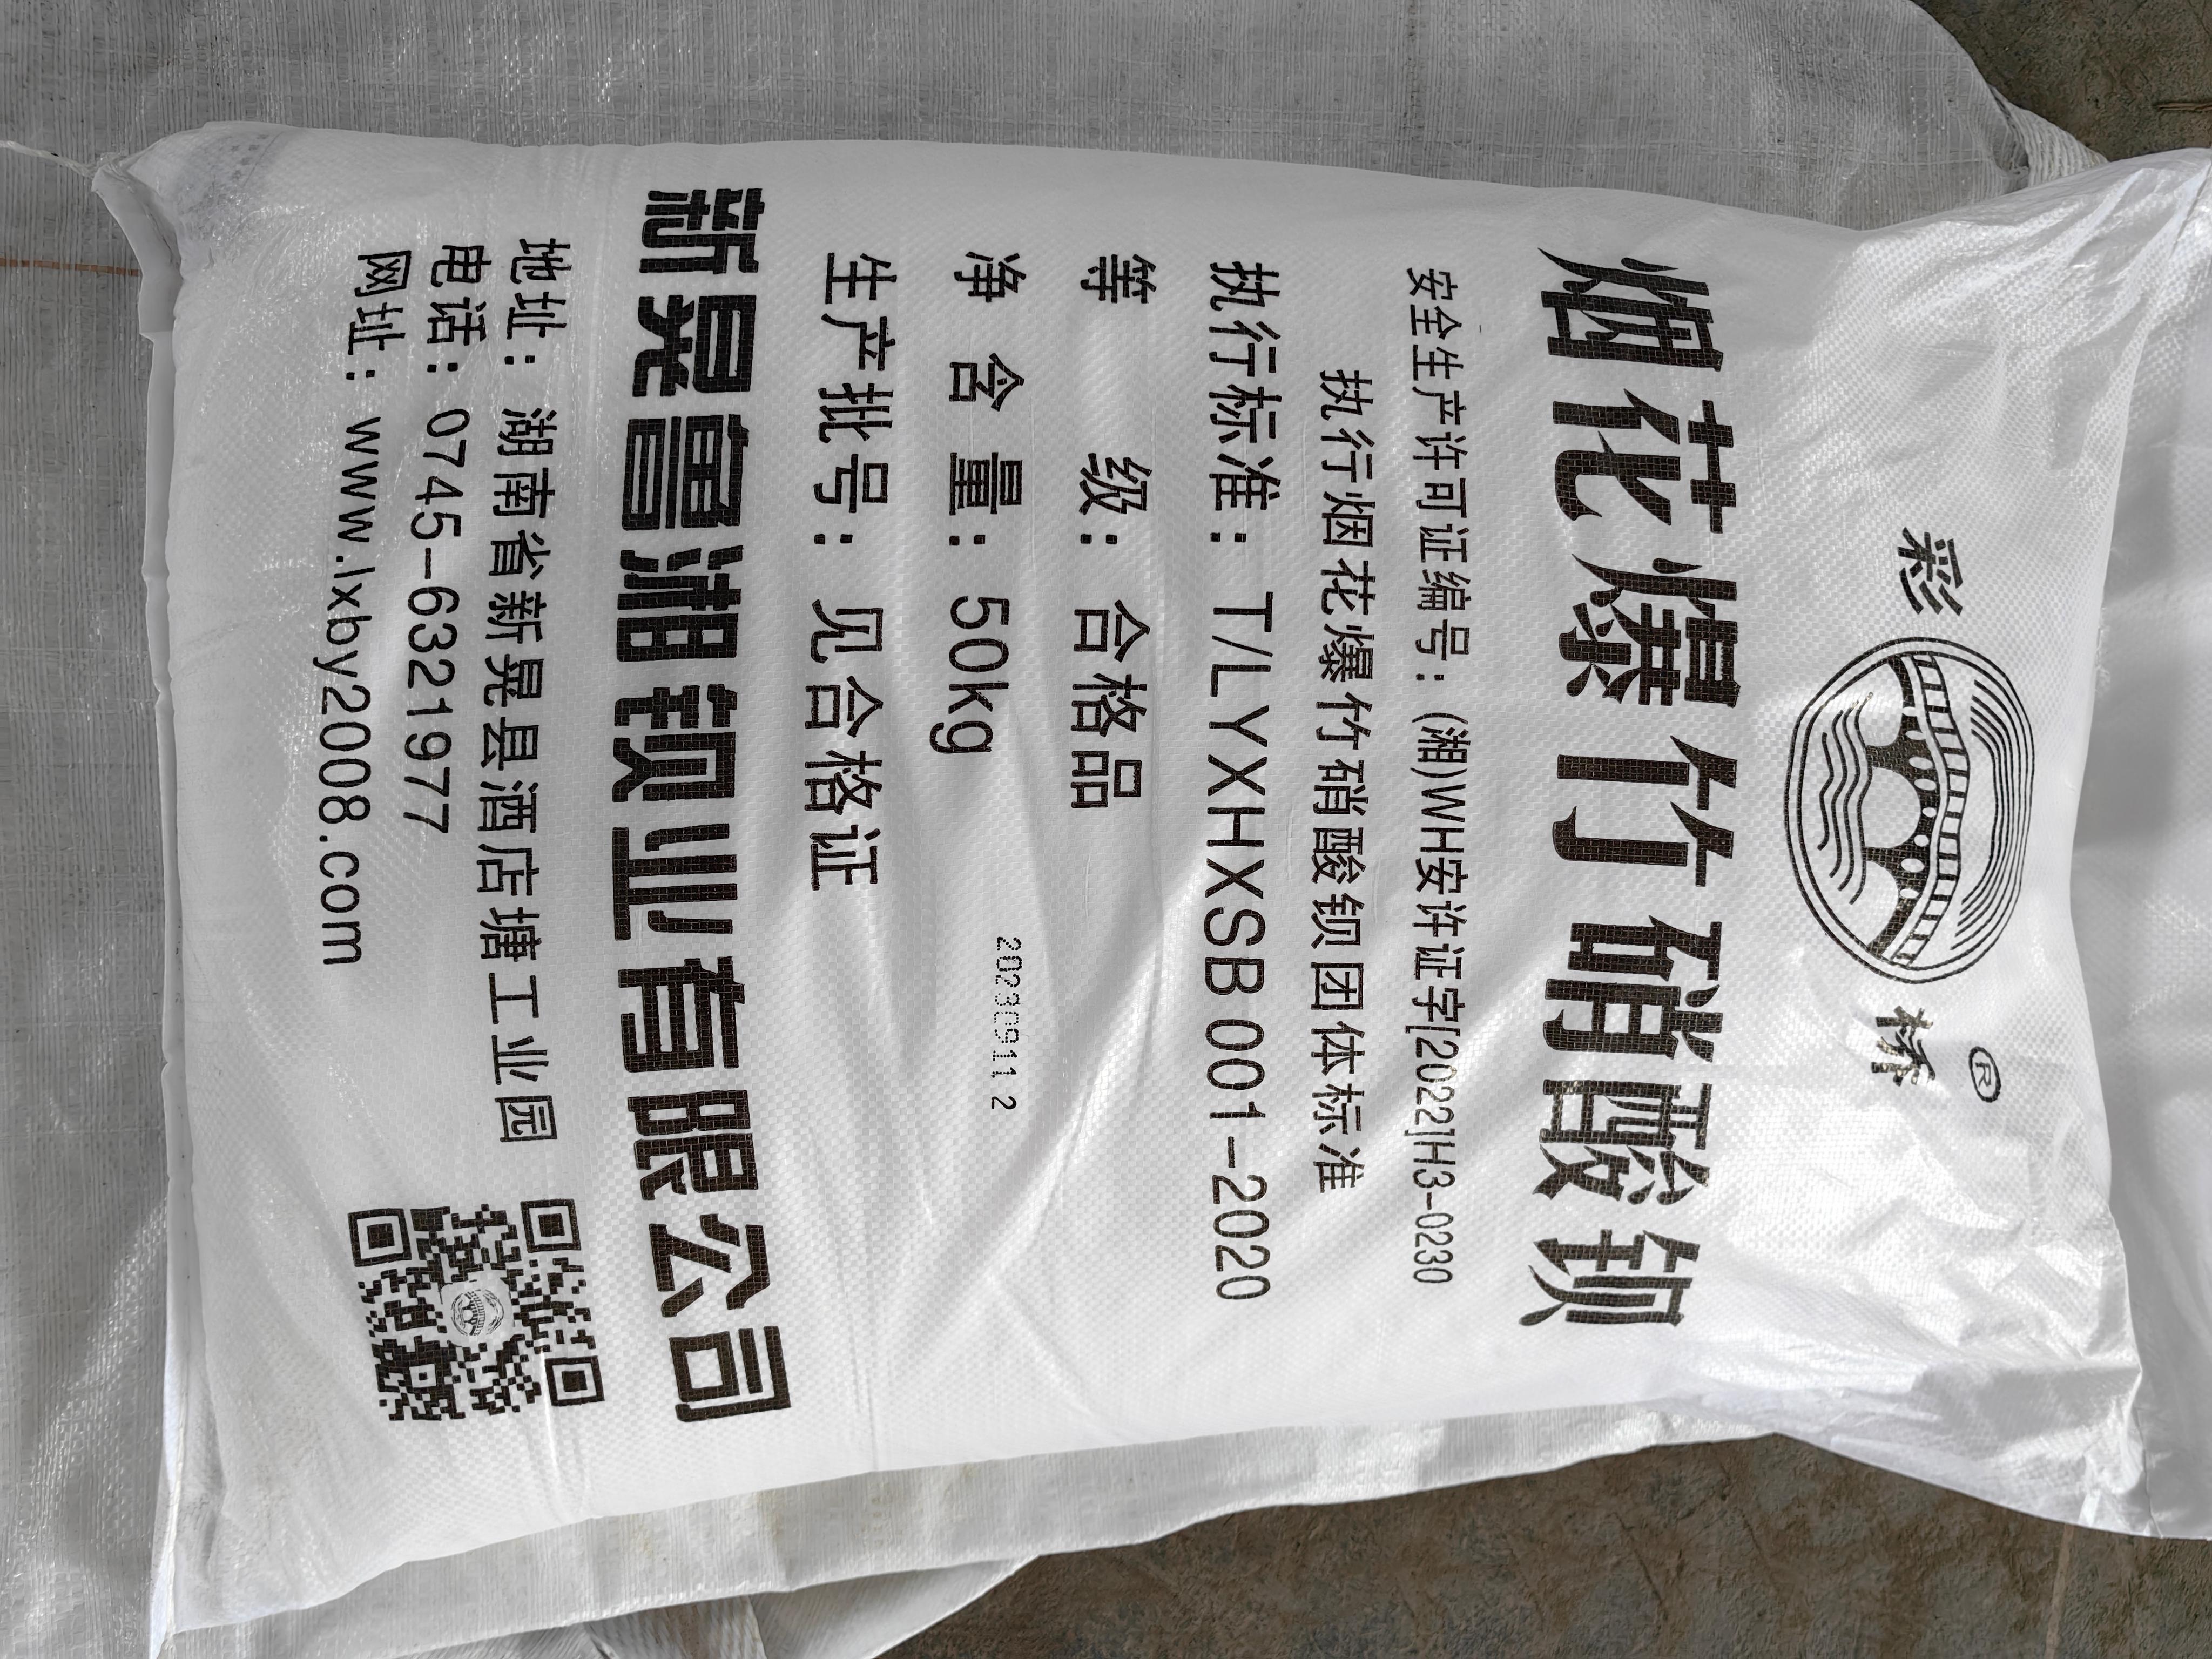 彩 桥 ®
烟花爆竹硝酸钡
安全生产许可证编号：(湘)WH安许证字[2022]H3-0230
执行烟花爆竹硝酸钡团体标准
执行标准：T/LYXHXSB 001-2020
等 级：合格品
净 含 量：50kg
20230911 2
生产批号：见合格证
新晃鲁湘钡业有限公司
地址：湖南省新晃县酒店塘工业园
电话：0745-6321977
网址：www.lxby2008.com